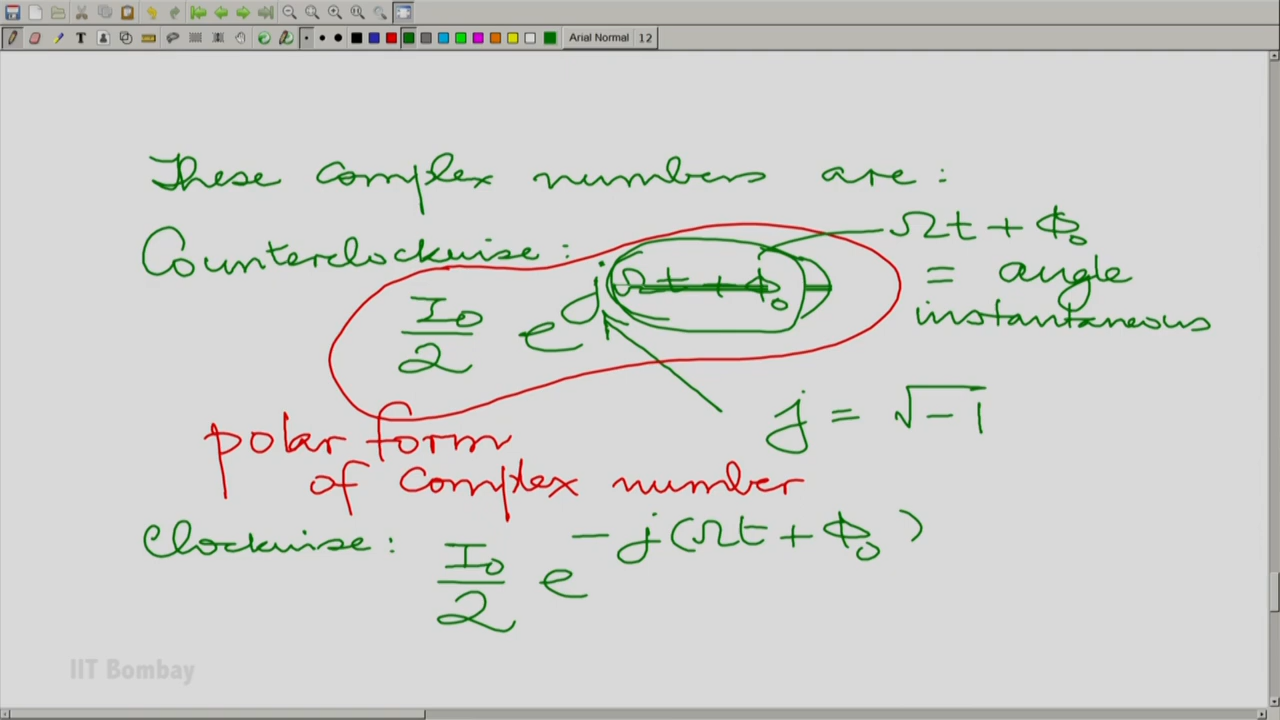 Arial Normal 12
These complex numbers are:
Counterclockwise:
I₀/2 e^j(Ωt + Φ₀)
Ωt + Φ₀
= angle
instantaneous
j = √-1
polar form
of complex number
Clockwise: I₀/2 e^-j(Ωt + Φ₀)
IIT Bombay